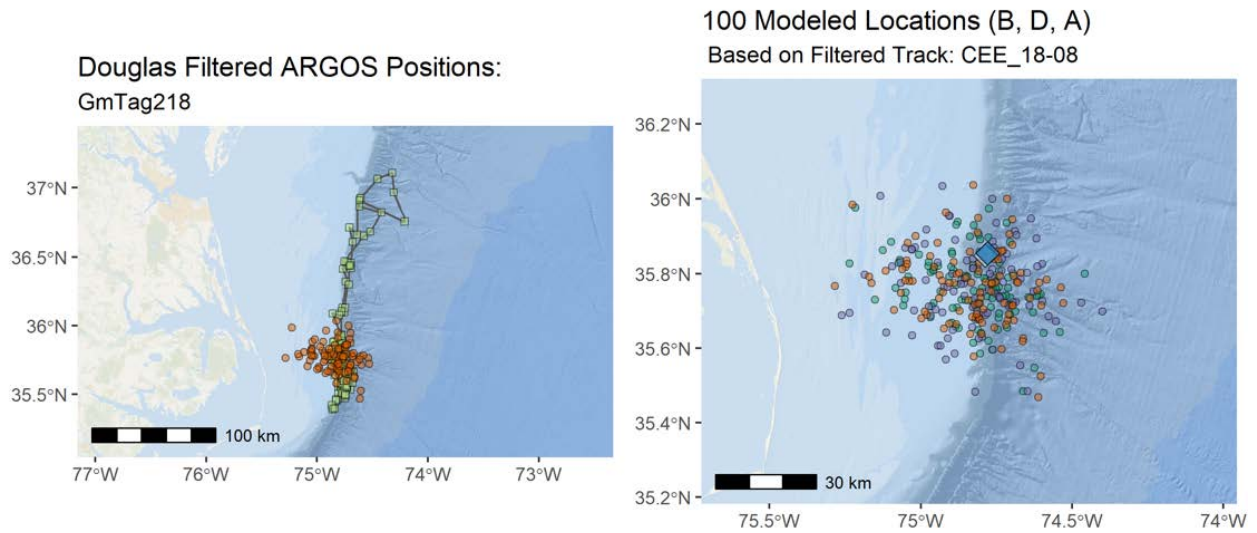 Douglas Filtered ARGOS Positions:
GmTag218
37°N
36.5°N
36°N
35.5°N
100 km
77°W
76°W
75°W
74°W
73°W
100 Modeled Locations (B, D, A)
Based on Filtered Track: CEE_18-08
36.2°N
36°N
35.8°N
35.6°N
35.4°N
35.2°N
30 km
75.5°W
75°W
74.5°W
74°W